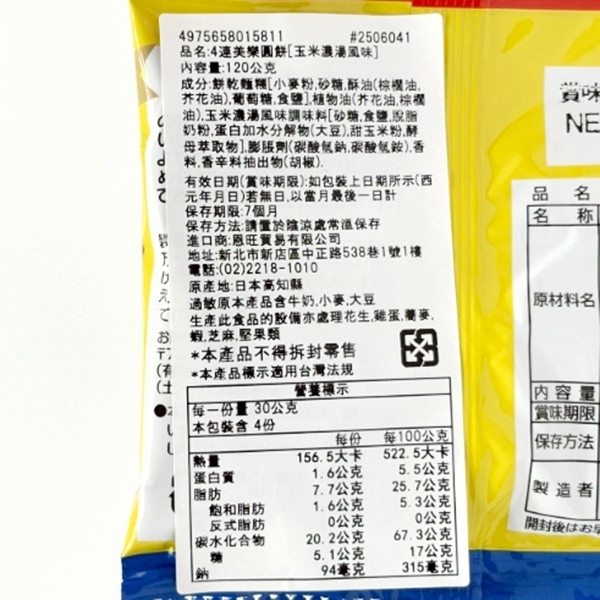 4975658015811 #2506041
品名:4連美樂圓餅[玉米濃湯風味]
內容量:120公克
成分:餅乾麵糰[小麥粉,砂糖,酥油(棕櫚油,
芥花油),葡萄糖,食鹽],植物油(芥花油,棕櫚
油),玉米濃湯風味調味料[砂糖,食鹽,脫脂
奶粉,蛋白加水分解物(大豆),甜玉米粉,酵
母萃取物],膨脹劑(碳酸氫鈉,碳酸氫銨).香
料,香辛料抽出物(胡椒).
有效日期(賞味期限):如包裝上日期所示(西
元年月日)若無日,以當月最後一日計
保存期限:7個月
保存方法:請置於陰涼處常溫保存
進口商:恩旺貿易有限公司
地址:新北市新店區中正路538巷1號1樓
電話:(02)2218-1010
原產地:日本高知縣
過敏原本產品含牛奶,小麥,大豆
生產此食品的設備亦處理花生,雞蛋,蕎麥,
蝦,芝麻,堅果類
*本產品不得拆封零售
*本產品標示適用台灣法規
營養標示
每一份量 30公克
本包裝含 4份
每份 每100公克
熱量 156.5大卡 522.5大卡
蛋白質 1.6公克 5.5公克
脂肪 7.7公克 25.7公克
飽和脂肪 1.6公克 5.3公克
反式脂肪 0公克 0公克
碳水化合物 20.2公克 67.3公克
糖 5.1公克 17公克
鈉 94毫克 315毫克
賞味
NE
品名
名称
原材料名
内容量
賞味期限
保存方法
製造者
開封後はお早